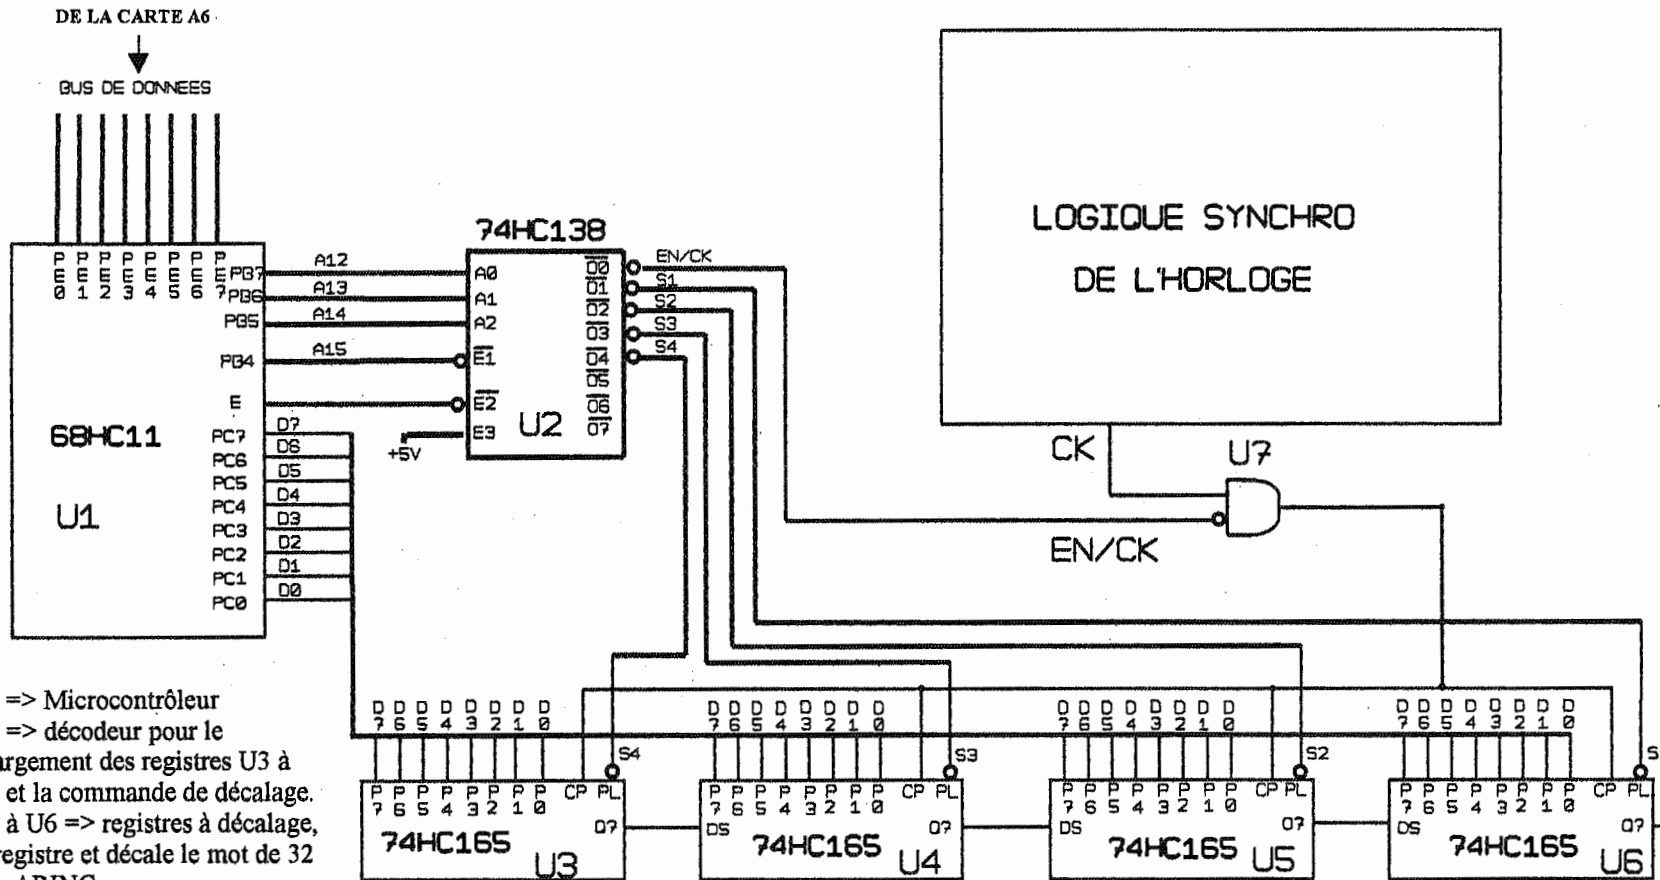 DE LA CARTE A6
BUS DE DONNEES
PE0 PE1 PE2 PE3 PE4 PE5 PE6 PE7
PB7 A12
PB6 A13
PB5 A14
PB4 A15
E
68HC11
U1
PC7 D7
PC6 D6
PC5 D5
PC4 D4
PC3 D3
PC2 D2
PC1 D1
PC0 D0
74HC138
A0 O0 EN/CK
A1 O1 S1
A2 O2 S2
O3 S3
E1 O4 S4
O5
E2 O6
E3 O7
U2
+5V
LOGIQUE SYNCHRO
DE L'HORLOGE
CK
U7
EN/CK
=> Microcontrôleur
=> décodeur pour le
argement des registres U3 à
et la commande de décalage.
à U6 => registres à décalage,
registre et décale le mot de 32
D7 D6 D5 D4 D3 D2 D1 D0 S4
P7 P6 P5 P4 P3 P2 P1 P0 CP PL
O7
74HC165 U3
D7 D6 D5 D4 D3 D2 D1 D0 S3
P7 P6 P5 P4 P3 P2 P1 P0 CP PL
DS O7
74HC165 U4
D7 D6 D5 D4 D3 D2 D1 D0 S2
P7 P6 P5 P4 P3 P2 P1 P0 CP PL
DS O7
74HC165 U5
D7 D6 D5 D4 D3 D2 D1 D0 S
P7 P6 P5 P4 P3 P2 P1 P0 CP PL
DS O7
74HC165 U6